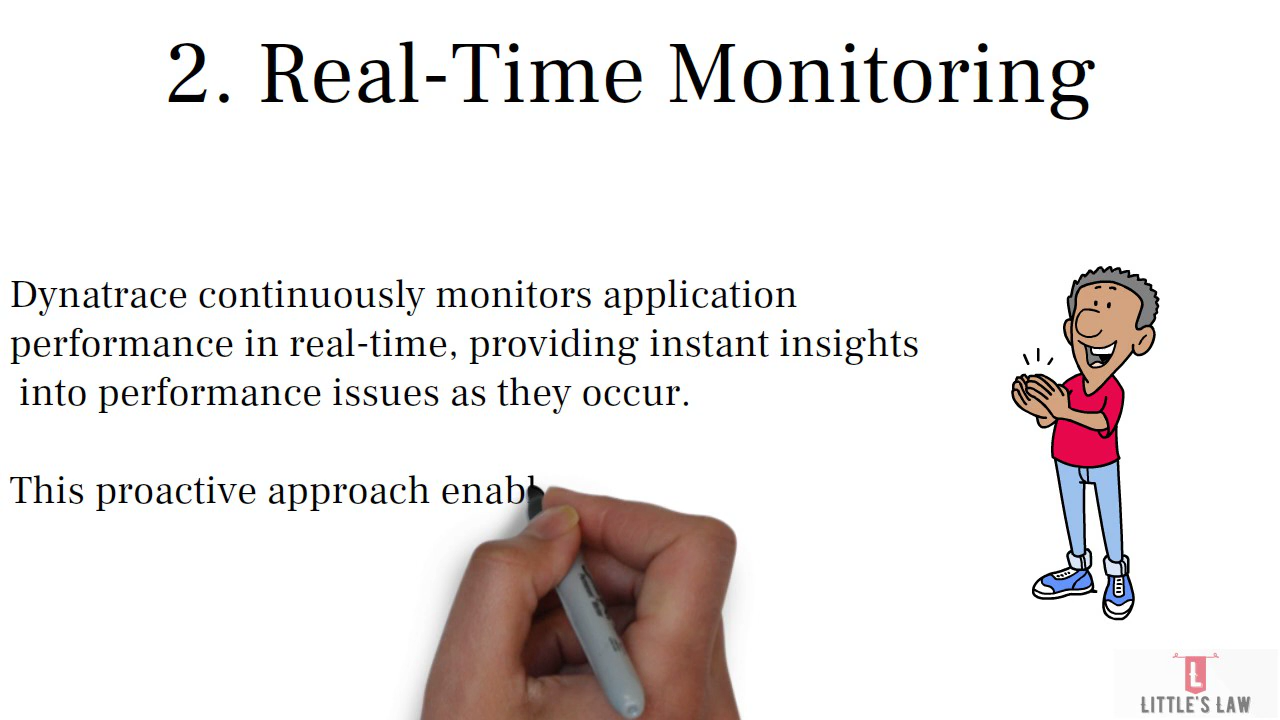 2. Real-Time Monitoring
Dynatrace continuously monitors application
performance in real-time, providing instant insights
into performance issues as they occur.
This proactive approach enabl
L
LITTLE'S LAW